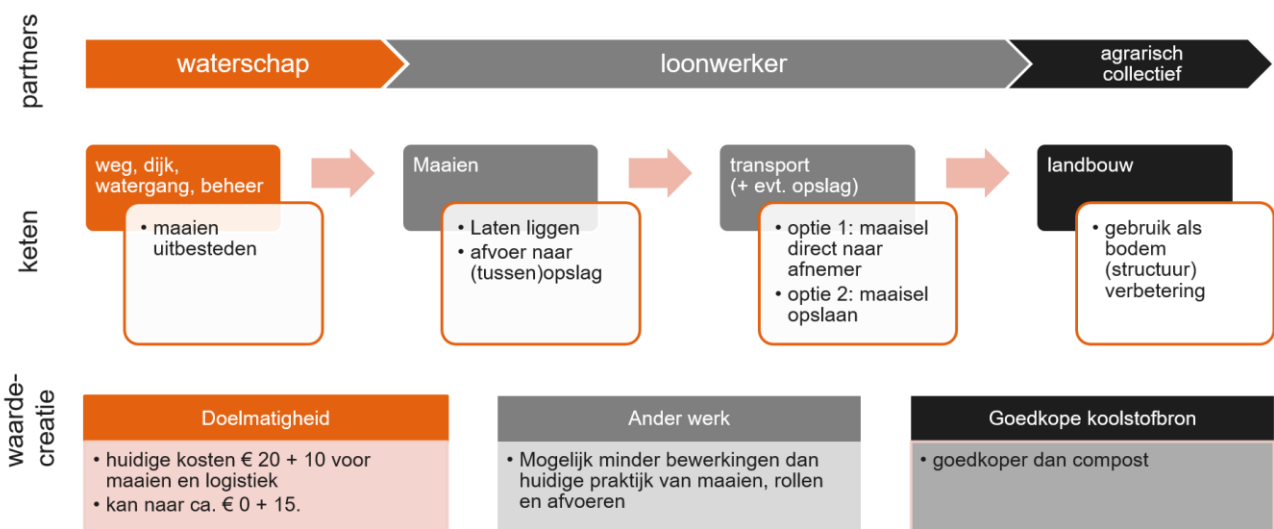 partners
waterschap
loonwerker
agrarisch
collectief
keten
weg, dijk,
watergang, beheer
• maaien
uitbesteden
Maaien
• Laten liggen
• afvoer naar
(tussen)opslag
transport
(+ evt. opslag)
• optie 1: maaisel
direct naar
afnemer
• optie 2: maaisel
opslaan
landbouw
• gebruik als
bodem
(structuur)
verbetering
waarde-
creatie
Doelmatigheid
• huidige kosten € 20 + 10 voor
maaien en logistiek
• kan naar ca. € 0 + 15.
Ander werk
• Mogelijk minder bewerkingen dan
huidige praktijk van maaien, rollen
en afvoeren
Goedkope koolstofbron
• goedkoper dan compost